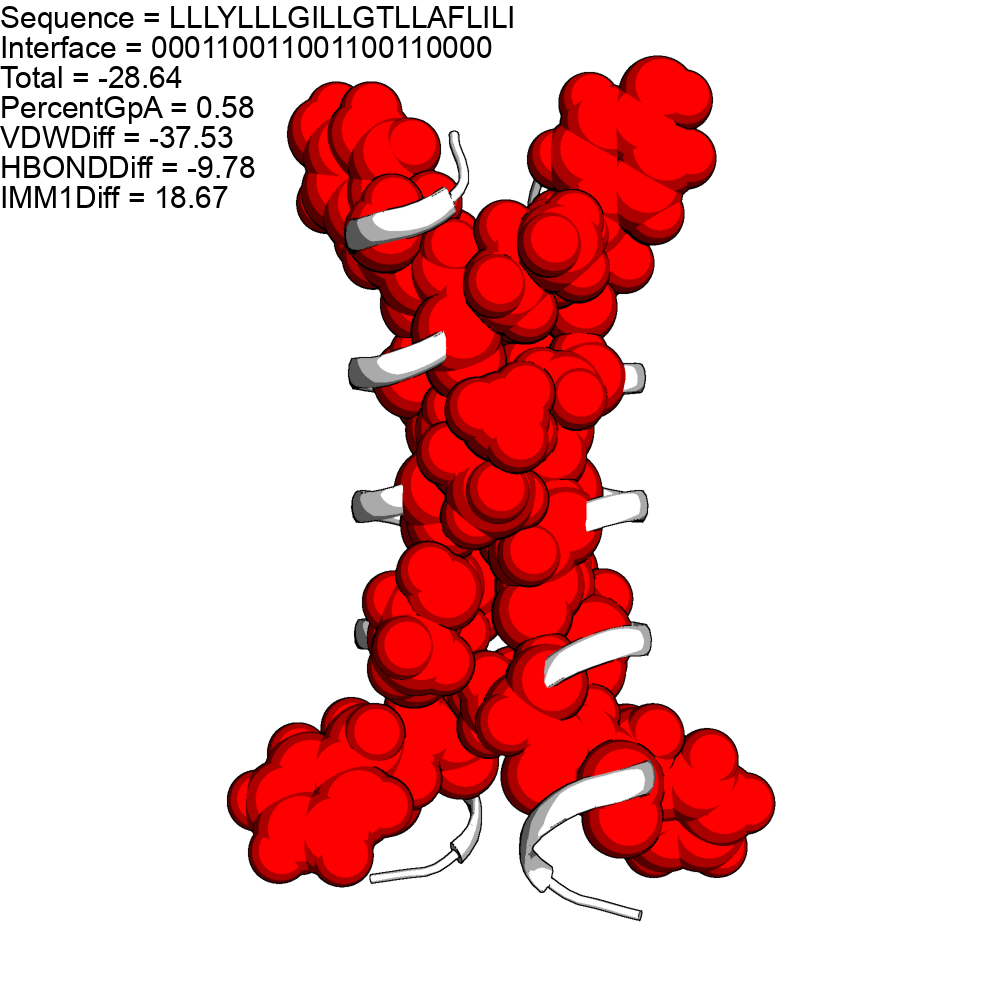 Sequence = LLLYLLLGILLGTLLAFLILI
Interface = 000110011001100110000
Total = -28.64
PercentGpA = 0.58
VDWDiff = -37.53
HBONDDiff = -9.78
IMM1Diff = 18.67